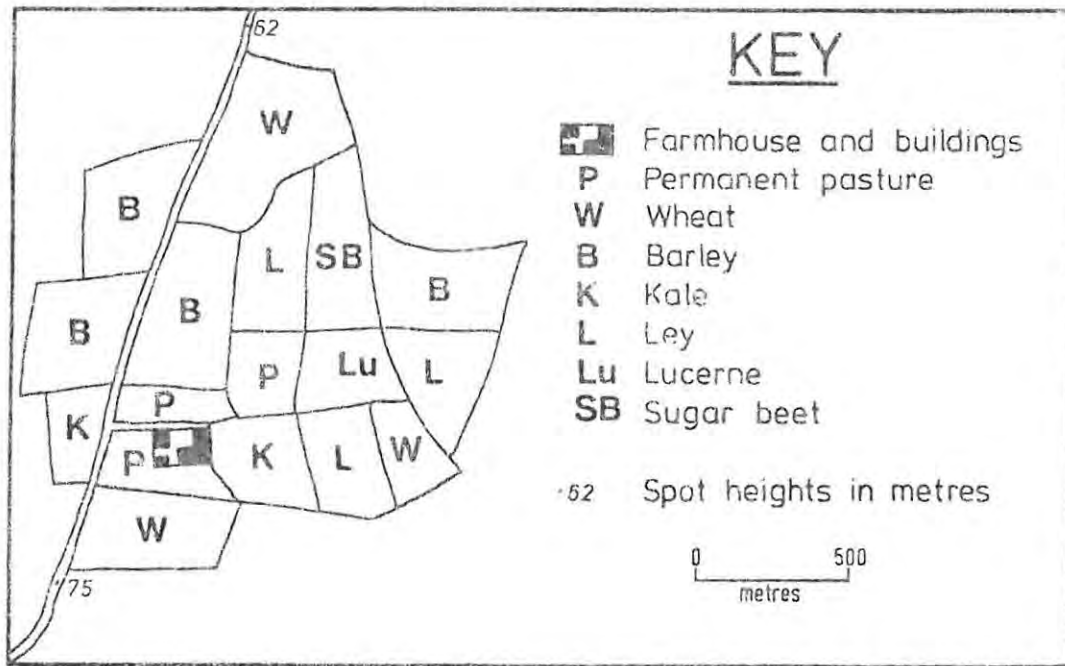 62
W
B
L
SB
B
B
B
P
Lu
L
P
K
P
K
L
W
W
75
KEY
Farmhouse and buildings
P Permanent pasture
W Wheat
B Barley
K Kale
L Ley
Lu Lucerne
SB Sugar beet
·62 Spot heights in metres
0 500
metres